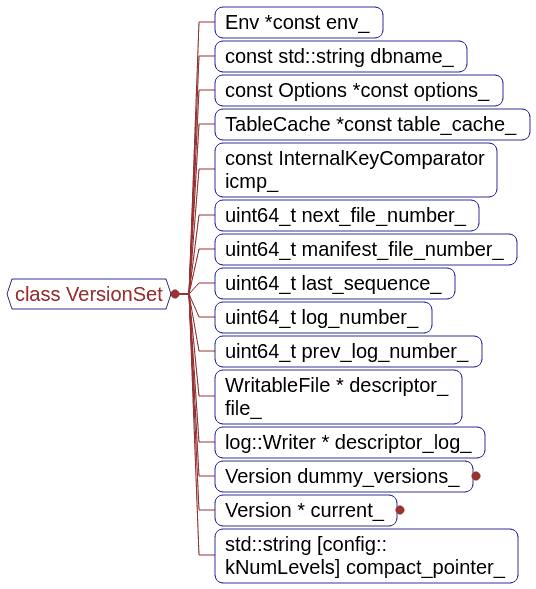 Env *const env_
const std::string dbname_
const Options *const options_
TableCache *const table_cache_
const InternalKeyComparator
icmp_
uint64_t next_file_number_
uint64_t manifest_file_number_
class VersionSet
uint64_t last_sequence_
uint64_t log_number_
uint64_t prev_log_number_
WritableFile * descriptor_
file_
log::Writer * descriptor_log_
Version dummy_versions_
Version * current_
std::string [config::
kNumLevels] compact_pointer_